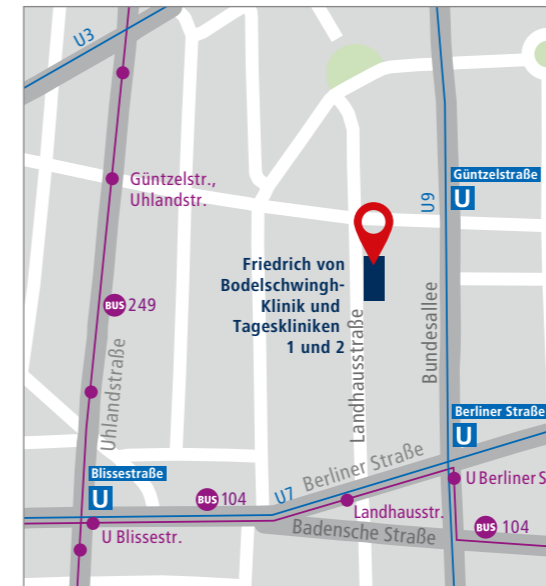 U3
Güntzelstr.,
Uhlandstr.
Güntzelstraße
U
U9
Friedrich von
Bodelschwingh-
Klinik und
Tageskliniken
1 und 2
BUS 249
Uhlandstraße
Landhausstraße
Bundesallee
Berliner Straße
U
Blissestraße
U
BUS 104
U7
Berliner Straße
U Berliner S
Landhausstr.
Badensche Straße
BUS 104
U Blissestr.